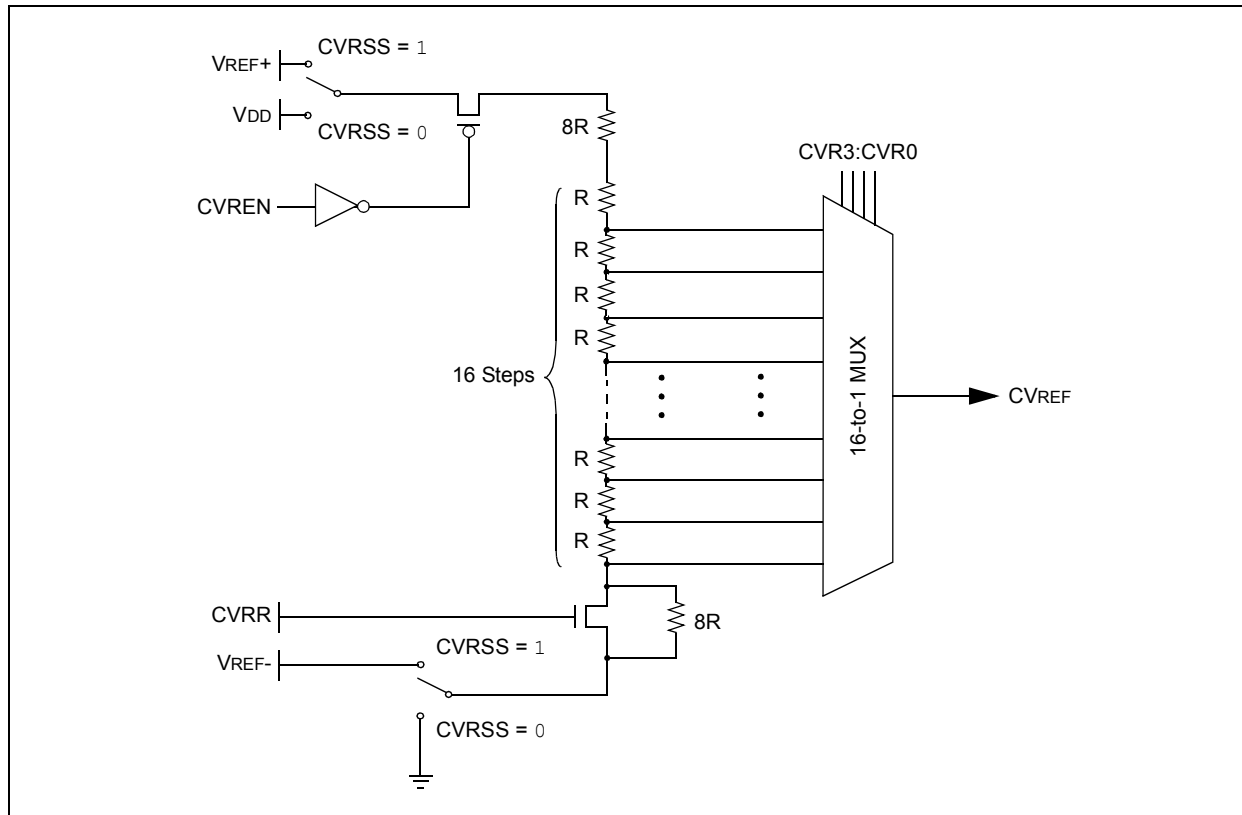 CVRSS = 1
VREF+
VDD
CVRSS = 0
8R
CVREN
CVR3:CVR0
R
R
R
R
16 Steps
16-to-1 MUX
CVREF
R
R
R
CVRR
8R
CVRSS = 1
VREF-
CVRSS = 0